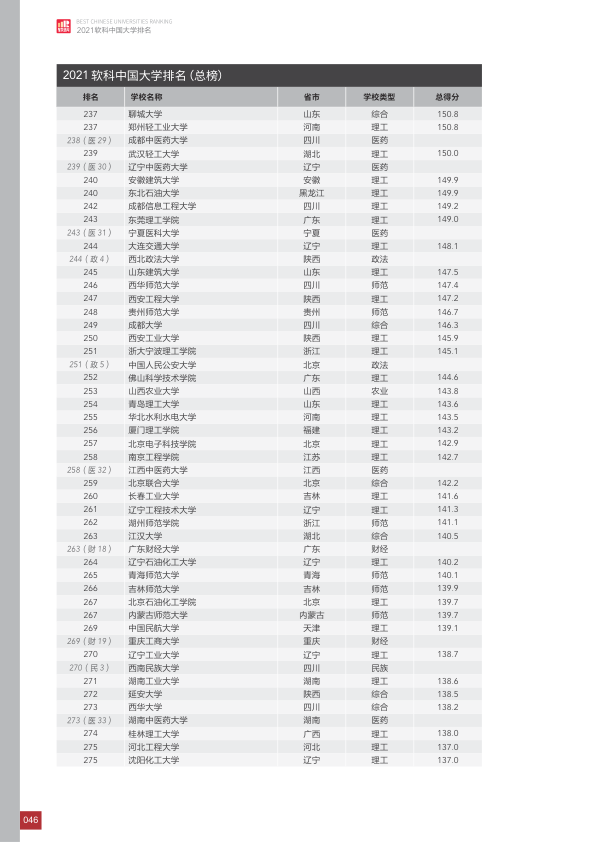 BEST CHINESE UNIVERSITIES RANKING
2021软科中国大学排名
2021 软科中国大学排名（总榜）
排名 学校名称 省市 学校类型 总得分
237 聊城大学 山东 综合 150.8
237 郑州轻工业大学 河南 理工 150.8
238（医29） 成都中医药大学 四川 医药
239 武汉轻工大学 湖北 理工 150.0
239（医30） 辽宁中医药大学 辽宁 医药
240 安徽建筑大学 安徽 理工 149.9
240 东北石油大学 黑龙江 理工 149.9
242 成都信息工程大学 四川 理工 149.2
243 东莞理工学院 广东 理工 149.0
243（医31） 宁夏医科大学 宁夏 医药
244 大连交通大学 辽宁 理工 148.1
244（政4） 西北政法大学 陕西 政法
245 山东建筑大学 山东 理工 147.5
246 西华师范大学 四川 师范 147.4
247 西安工程大学 陕西 理工 147.2
248 贵州师范大学 贵州 师范 146.7
249 成都大学 四川 综合 146.3
250 西安工业大学 陕西 理工 145.9
251 浙大宁波理工学院 浙江 理工 145.1
251（政5） 中国人民公安大学 北京 政法
252 佛山科学技术学院 广东 理工 144.6
253 山西农业大学 山西 农业 143.8
254 青岛理工大学 山东 理工 143.6
255 华北水利水电大学 河南 理工 143.5
256 厦门理工学院 福建 理工 143.2
257 北京电子科技学院 北京 理工 142.9
258 南京工程学院 江苏 理工 142.7
258（医32） 江西中医药大学 江西 医药
259 北京联合大学 北京 综合 142.2
260 长春工业大学 吉林 理工 141.6
261 辽宁工程技术大学 辽宁 理工 141.3
262 湖州师范学院 浙江 师范 141.1
263 江汉大学 湖北 综合 140.5
263（财18） 广东财经大学 广东 财经
264 辽宁石油化工大学 辽宁 理工 140.2
265 青海师范大学 青海 师范 140.1
266 吉林师范大学 吉林 师范 139.9
267 北京石油化工学院 北京 理工 139.7
267 内蒙古师范大学 内蒙古 师范 139.7
269 中国民航大学 天津 理工 139.1
269（财19） 重庆工商大学 重庆 财经
270 辽宁工业大学 辽宁 理工 138.7
270（民3） 西南民族大学 四川 民族
271 湖南工业大学 湖南 理工 138.6
272 延安大学 陕西 综合 138.5
273 西华大学 四川 综合 138.2
273（医33） 湖南中医药大学 湖南 医药
274 桂林理工大学 广西 理工 138.0
275 河北工程大学 河北 理工 137.0
275 沈阳化工大学 辽宁 理工 137.0
046